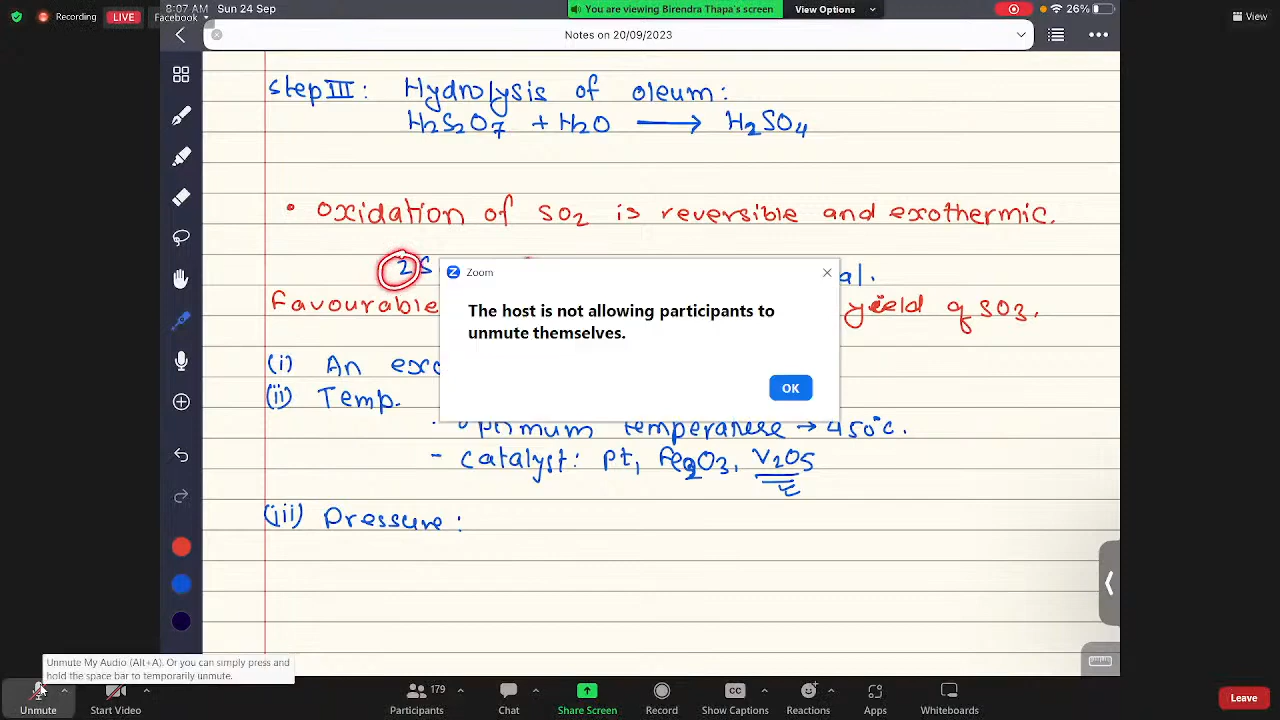 8:07 AM Sun 24 Sep
Recording LIVE Facebook
You are viewing Birendra Thapa's screen View Options
26%
View
Notes on 20/09/2023
step III: Hydrolysis of oleum:
H2S2O7 + H2O → H2SO4
• Oxidation of SO2 is reversible and exothermic.
2S al.
Favourable yield of SO3.
(i) An exc
(ii) Temp.
Optimum temperature → 450°C.
- Catalyst: Pt, Fe2O3, V2O5
(iii) Pressure:
Zoom
The host is not allowing participants to
unmute themselves.
OK
Unmute My Audio (Alt+A). Or you can simply press and
hold the space bar to temporarily unmute.
Unmute
Start Video
179
Participants
Chat
Share Screen
Record
CC
Show Captions
Reactions
Apps
Whiteboards
Leave